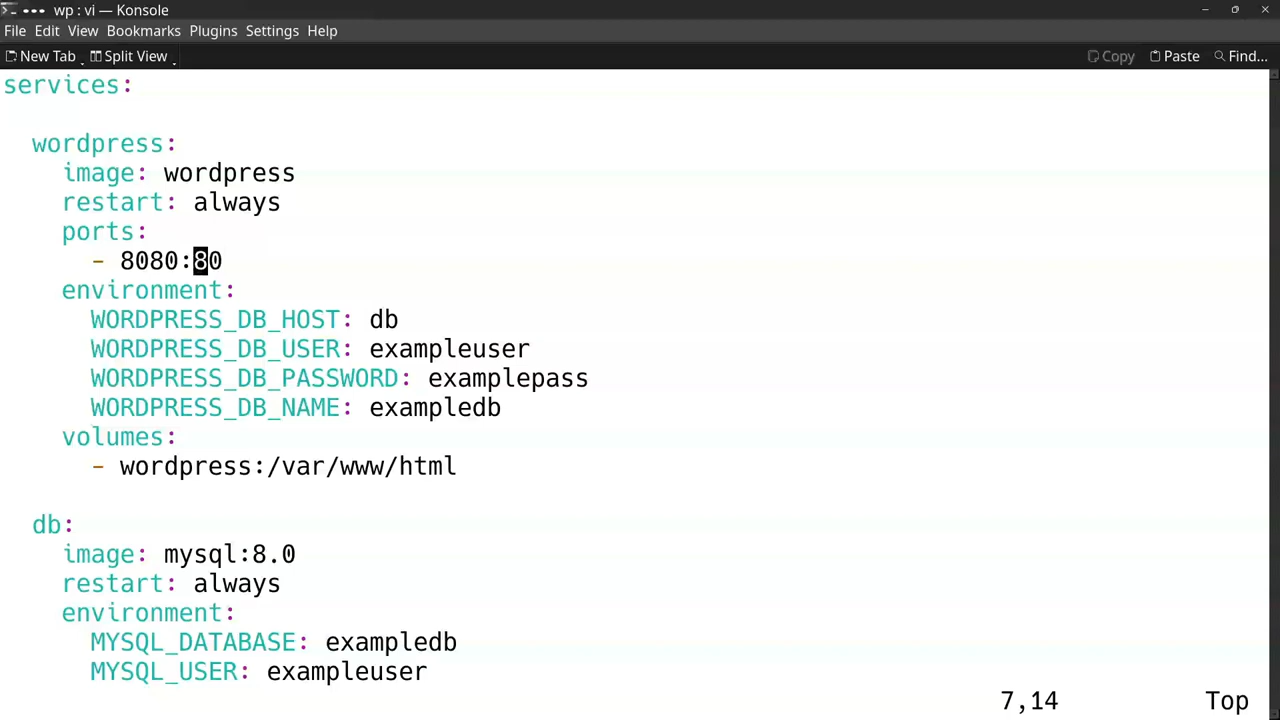 wp : vi — Konsole
File Edit View Bookmarks Plugins Settings Help
New Tab Split View Copy Paste Find...
services:
wordpress:
image: wordpress
restart: always
ports:
- 8080:80
environment:
WORDPRESS_DB_HOST: db
WORDPRESS_DB_USER: exampleuser
WORDPRESS_DB_PASSWORD: examplepass
WORDPRESS_DB_NAME: exampledb
volumes:
- wordpress:/var/www/html
db:
image: mysql:8.0
restart: always
environment:
MYSQL_DATABASE: exampledb
MYSQL_USER: exampleuser
7,14 Top